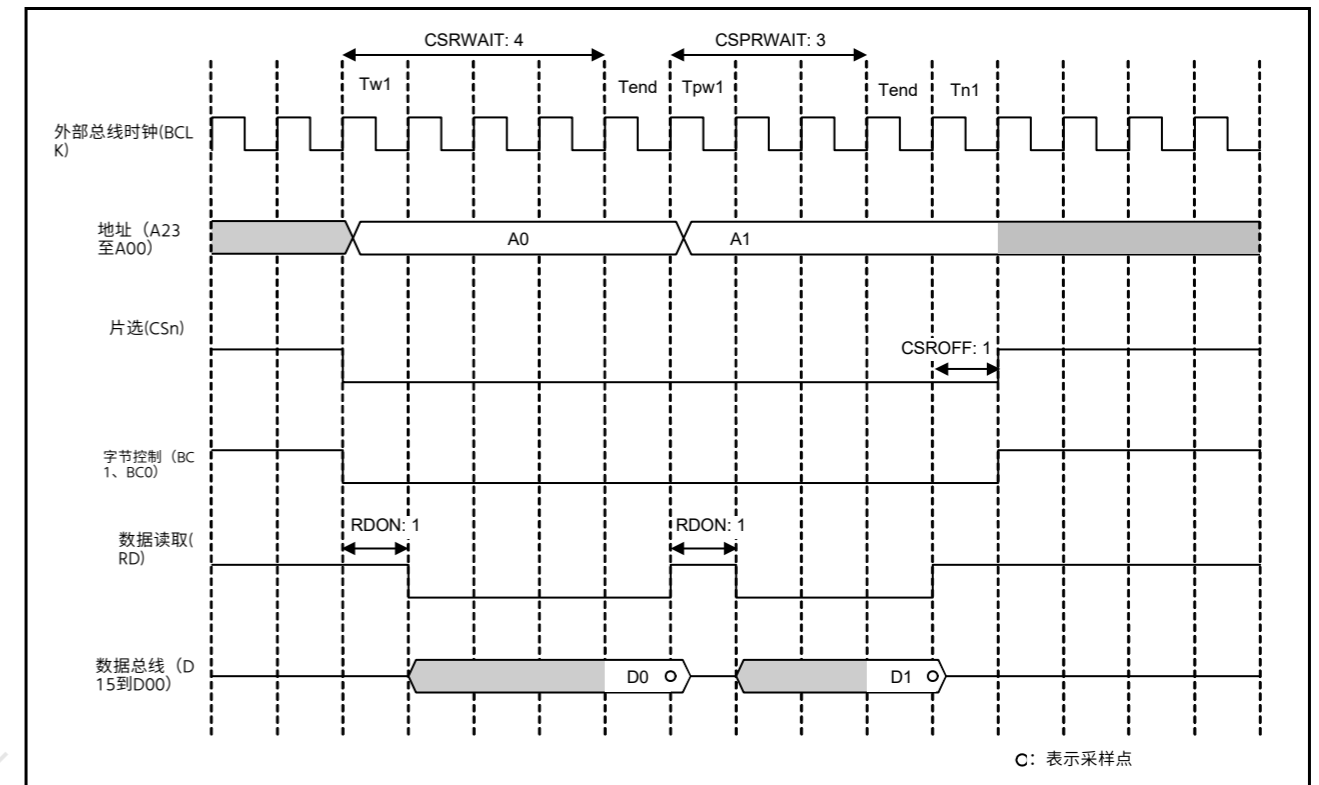 CSRWAIT: 4
CSPRWAIT: 3
Tw1
Tend
Tpw1
Tend
Tn1
外部总线时钟(BCL
K)
地址（A23
至A00）
A0
A1
片选(CSn)
CSROFF: 1
字节控制（BC
1、BC0）
RDON: 1
RDON: 1
数据读取(
RD)
数据总线（D
15到D00）
D0
D1
O：表示采样点